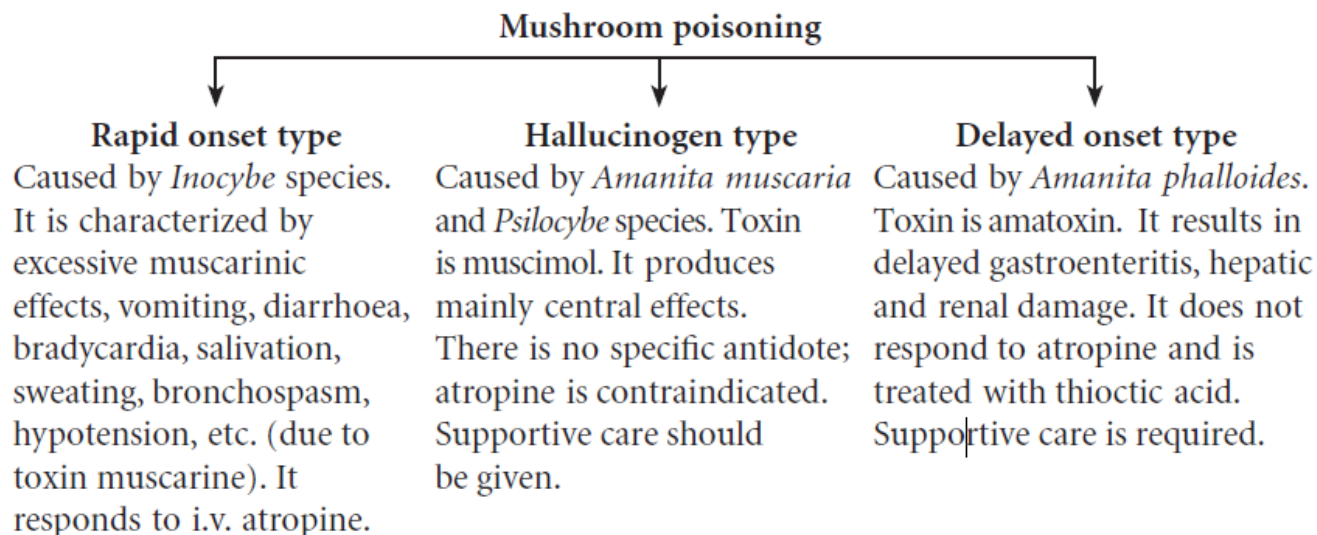 Mushroom poisoning
Rapid onset type
Caused by Inocybe species.
It is characterized by
excessive muscarinic
effects, vomiting, diarrhoea,
bradycardia, salivation,
sweating, bronchospasm,
hypotension, etc. (due to
toxin muscarine). It
responds to i.v. atropine.
Hallucinogen type
Caused by Amanita muscaria
and Psilocybe species. Toxin
is muscimol. It produces
mainly central effects.
There is no specific antidote;
atropine is contraindicated.
Supportive care should
be given.
Delayed onset type
Caused by Amanita phalloides.
Toxin is amatoxin. It results in
delayed gastroenteritis, hepatic
and renal damage. It does not
respond to atropine and is
treated with thioctic acid.
Supportive care is required.